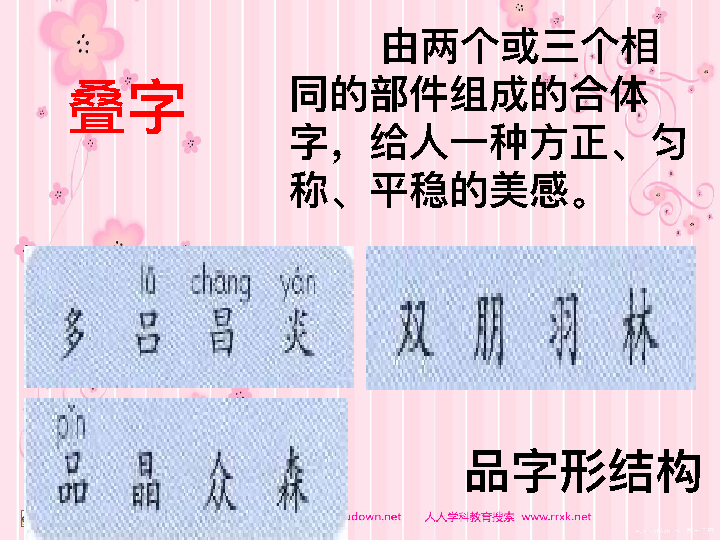 叠字
由两个或三个相
同的部件组成的合体
字，给人一种方正、匀
称、平稳的美感。
lǚ chāng yán
多 吕 昌 炎
双 朋 羽 林
pǐn
品 晶 众 森
品字形结构
udown.net 人人学科教育搜索 www.rrxk.net